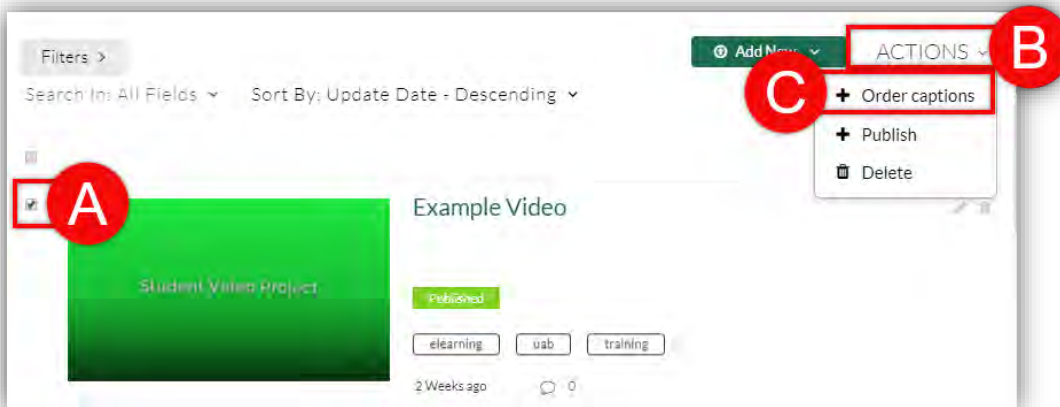 Filters >
Add New
ACTIONS
B
Search In: All Fields
Sort By: Update Date - Descending
C
+ Order captions
+ Publish
Delete
A
Example Video
Student Video Project
Published
elearning
uab
training
2 Weeks ago
0